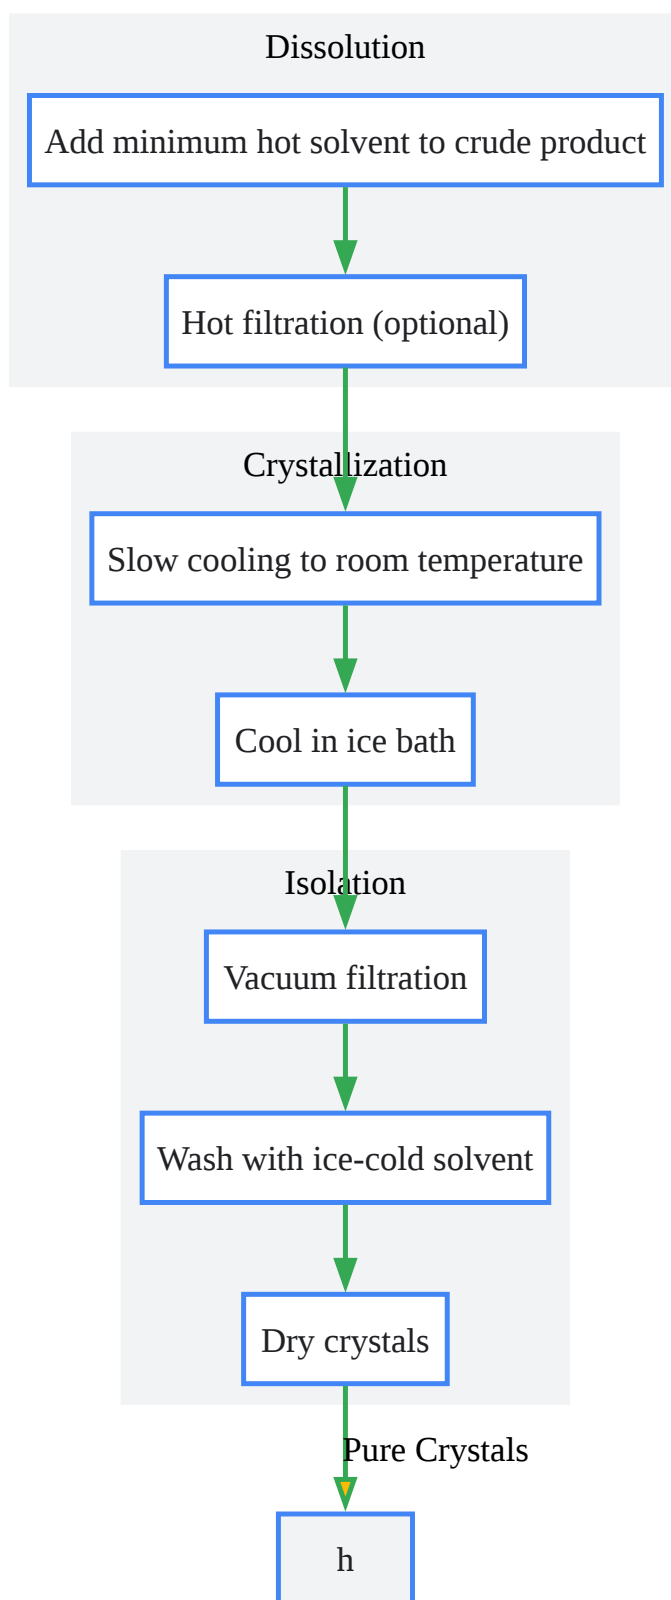 Dissolution
Add minimum hot solvent to crude product
Hot filtration (optional)
Crystallization
Slow cooling to room temperature
Cool in ice bath
Isolation
Vacuum filtration
Wash with ice-cold solvent
Dry crystals
Pure Crystals
h